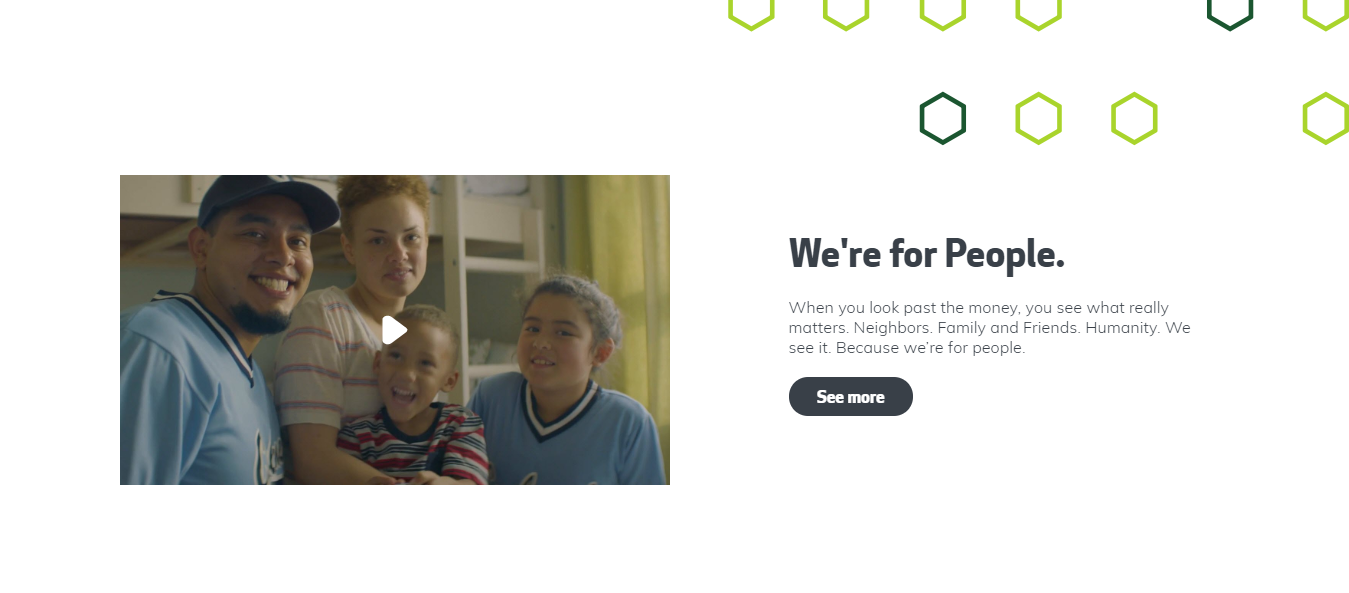 We're for People.
When you look past the money, you see what really
matters. Neighbors. Family and Friends. Humanity. We
see it. Because we’re for people.
See more